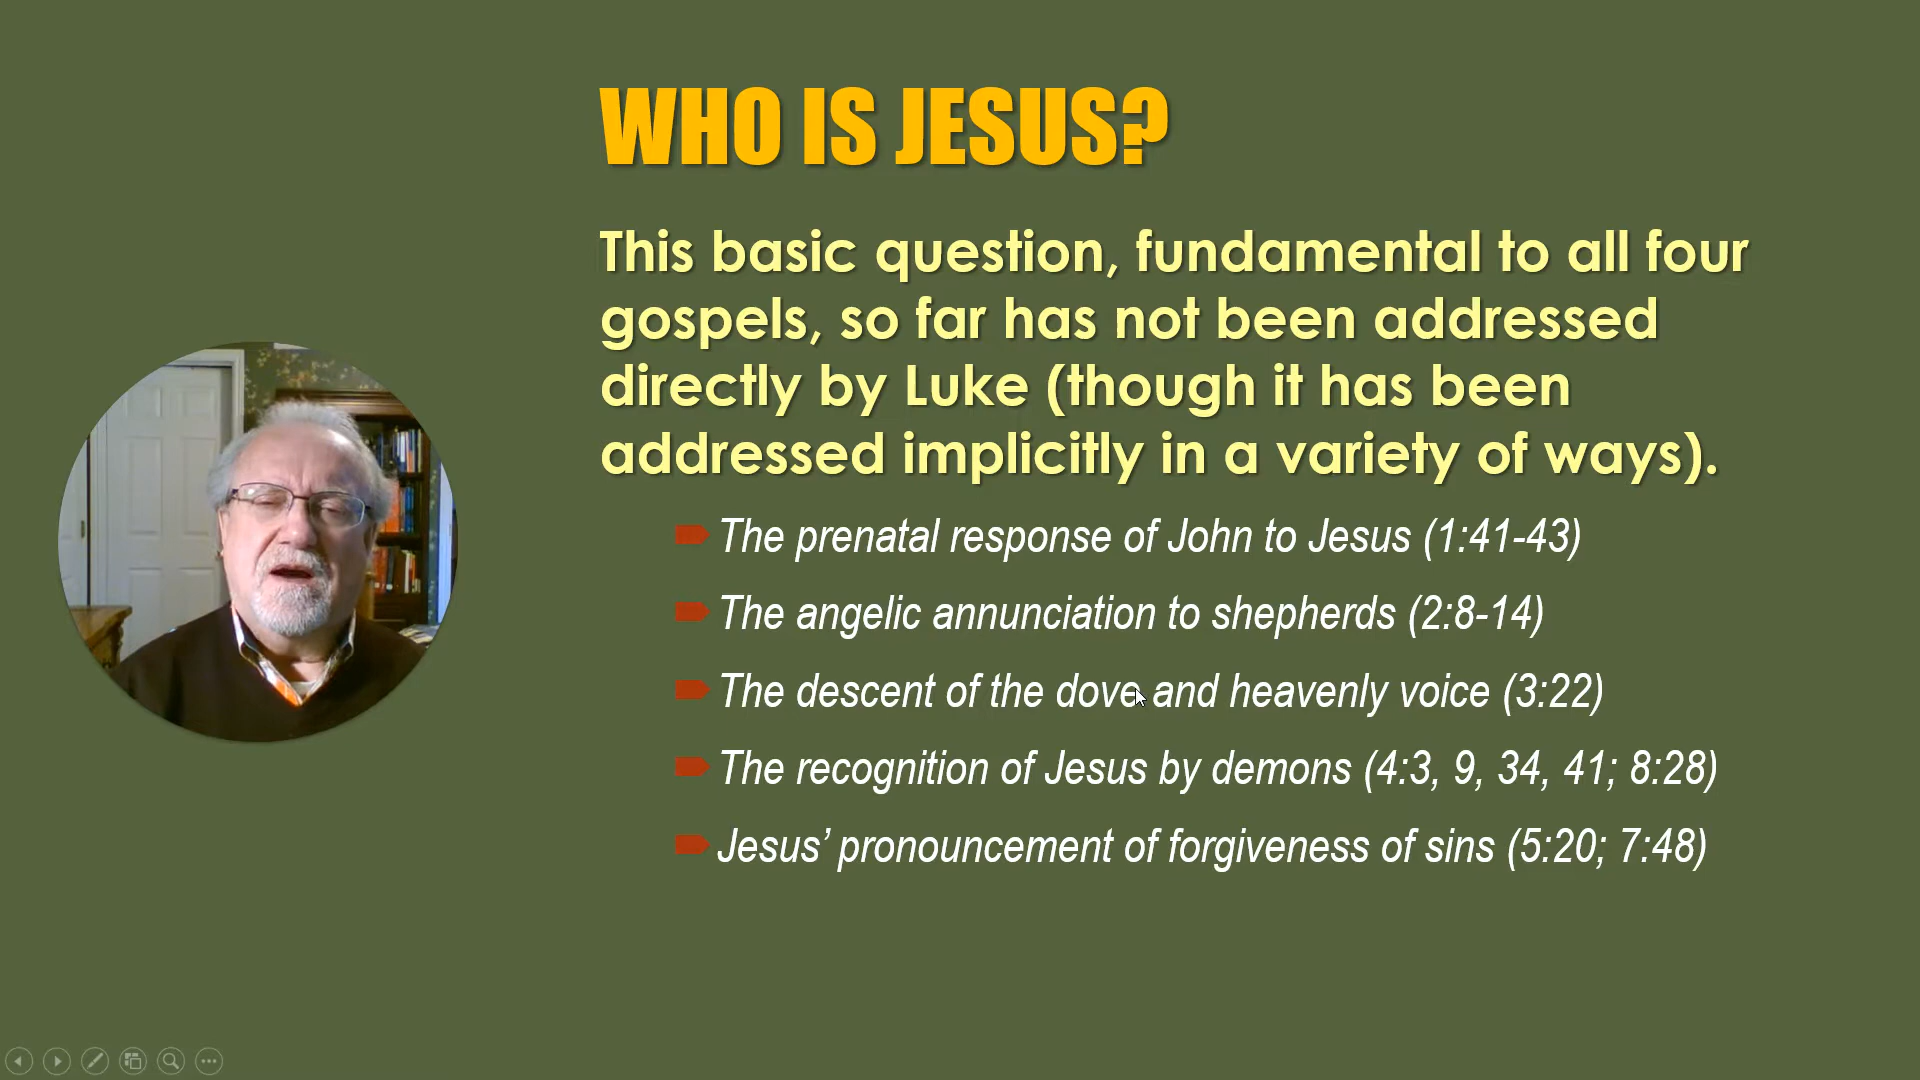 WHO IS JESUS?
This basic question, fundamental to all four
gospels, so far has not been addressed
directly by Luke (though it has been
addressed implicitly in a variety of ways).
The prenatal response of John to Jesus (1:41-43)
The angelic annunciation to shepherds (2:8-14)
The descent of the dove and heavenly voice (3:22)
The recognition of Jesus by demons (4:3, 9, 34, 41; 8:28)
Jesus’ pronouncement of forgiveness of sins (5:20; 7:48)